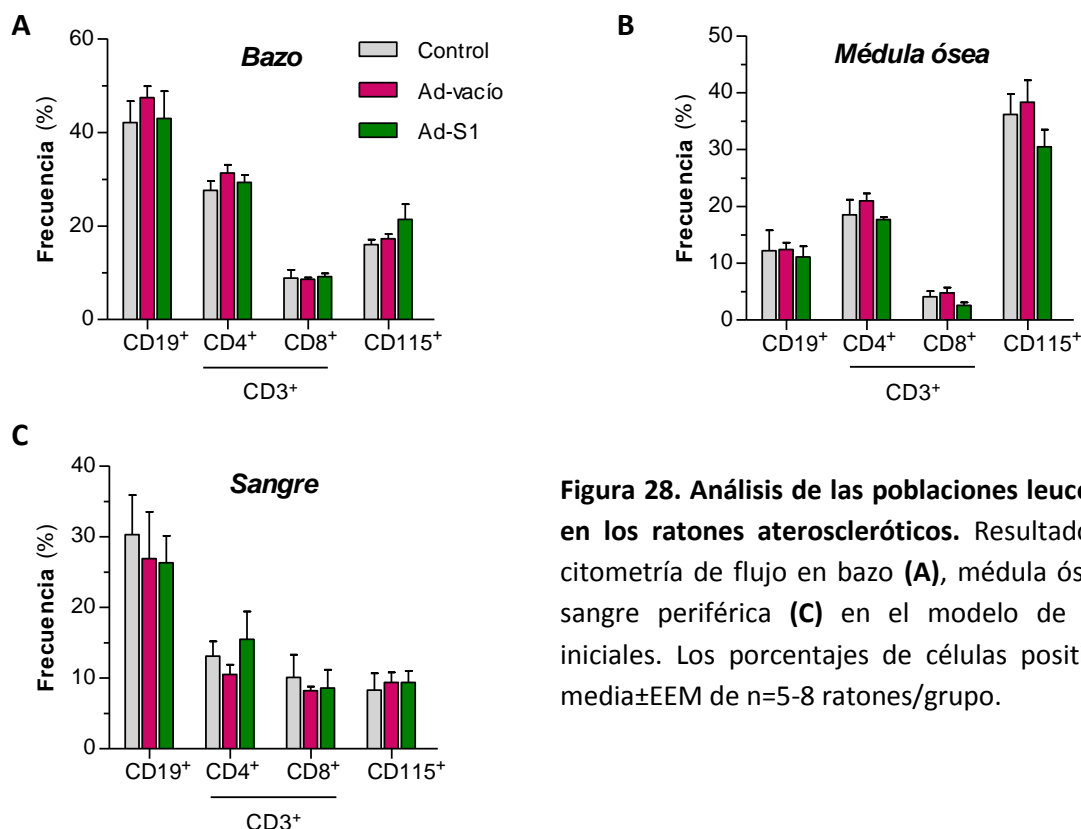 A
Bazo
Control
Ad-vacío
Ad-S1
Frecuencia (%)
60
40
20
0
CD19⁺
CD4⁺
CD8⁺
CD115⁺
CD3⁺
B
Médula ósea
Frecuencia (%)
50
40
30
20
10
0
CD19⁺
CD4⁺
CD8⁺
CD115⁺
CD3⁺
C
Sangre
Frecuencia (%)
40
30
20
10
0
CD19⁺
CD4⁺
CD8⁺
CD115⁺
CD3⁺
Figura 28. Análisis de las poblaciones
en los ratones ateroscleróticos.
citometría de flujo en bazo (A), médula
sangre periférica (C) en el modelo de
iniciales. Los porcentajes de células
media±EEM de n=5-8 ratones/grupo.